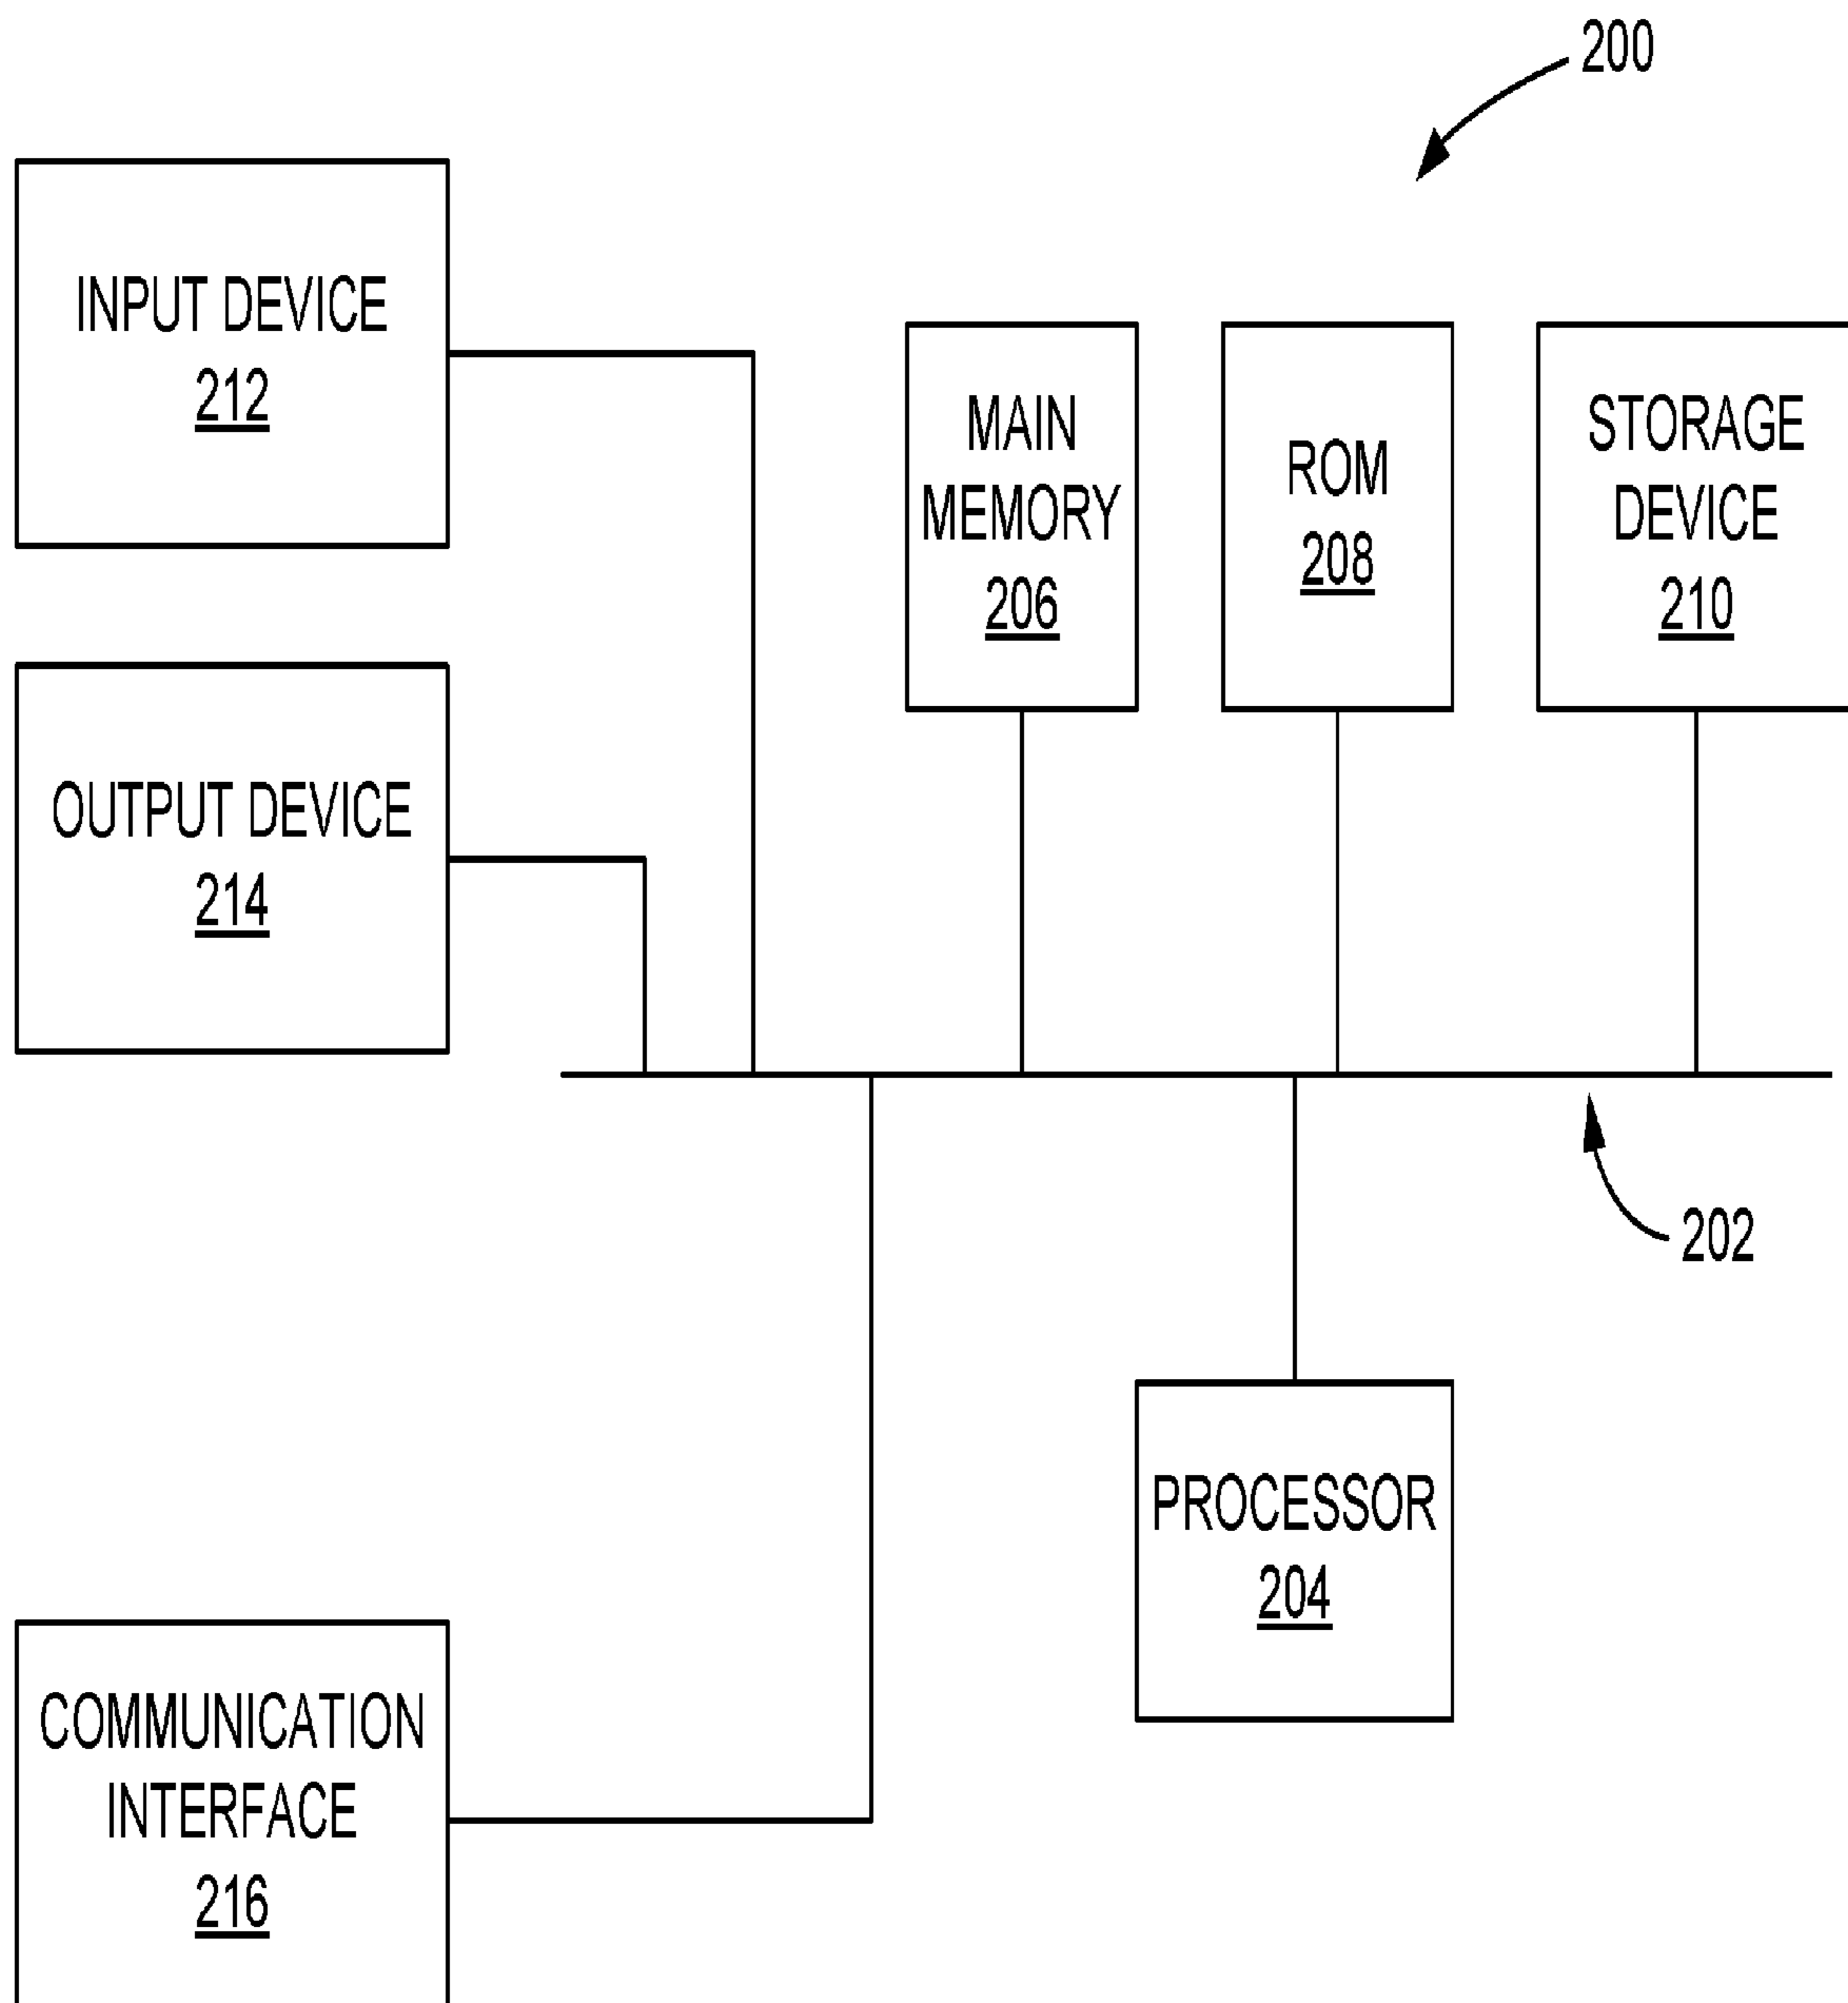 200
INPUT DEVICE
212
MAIN
MEMORY
206
ROM
208
STORAGE
DEVICE
210
OUTPUT DEVICE
214
202
PROCESSOR
204
COMMUNICATION
INTERFACE
216